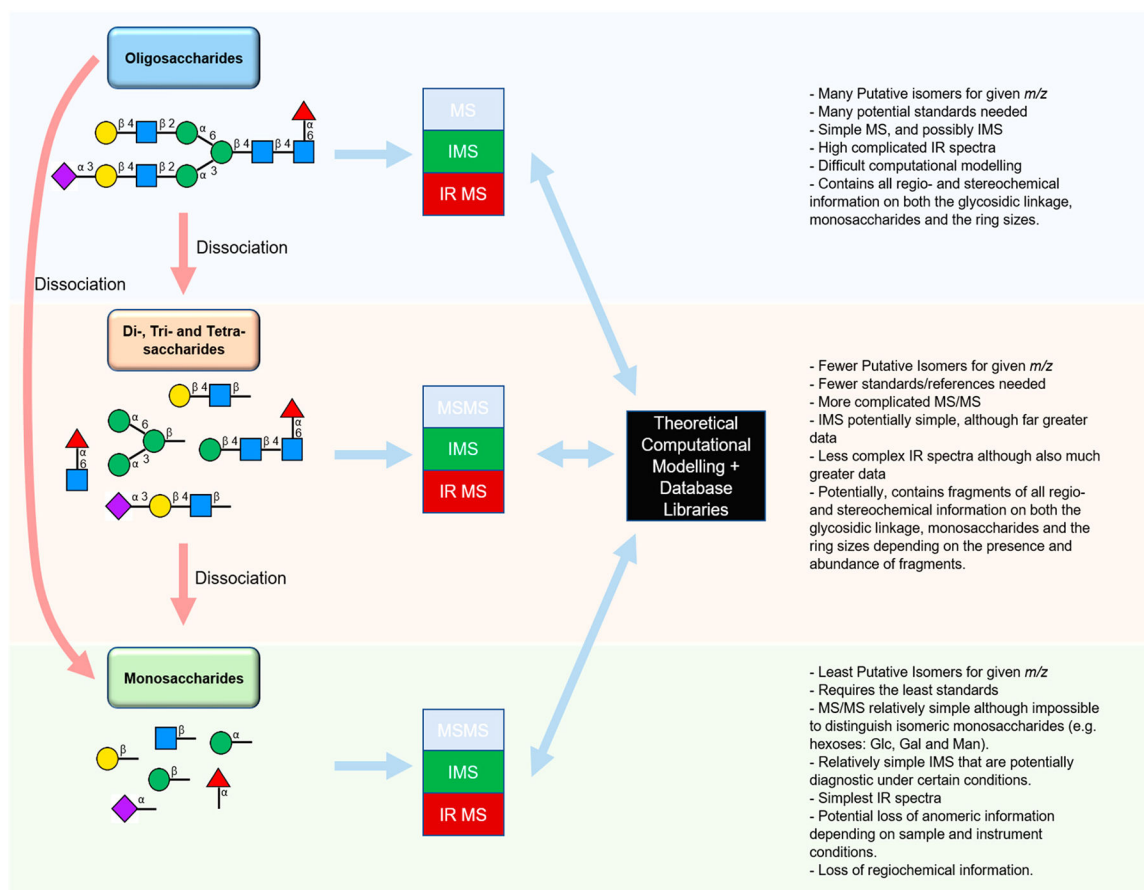 Oligosaccharides
β 4 β 2 α 6 β 4 β 4 α 6
α 3 β 4 β 2 α 3
MS
IMS
IR MS
- Many Putative isomers for given m/z
- Many potential standards needed
- Simple MS, and possibly IMS
- High complicated IR spectra
- Difficult computational modelling
- Contains all regio- and stereochemical
information on both the glycosidic linkage,
monosaccharides and the ring sizes.
Dissociation
Dissociation
Di-, Tri- and Tetra-
saccharides
β 4 β
α 6 β
α 3
α 6
β 4 β 4 α 6
α 3 β 4 β
MSMS
IMS
IR MS
Theoretical
Computational
Modelling +
Database
Libraries
- Fewer Putative Isomers for given m/z
- Fewer standards/references needed
- More complicated MS/MS
- IMS potentially simple, although far greater
data
- Less complex IR spectra although also much
greater data
- Potentially, contains fragments of all regio-
and stereochemical information on both the
glycosidic linkage, monosaccharides and the
ring sizes depending on the presence and
abundance of fragments.
Dissociation
Monosaccharides
β α
β
β α
α
MSMS
IMS
IR MS
- Least Putative Isomers for given m/z
- Requires the least standards
- MS/MS relatively simple although impossible
to distinguish isomeric monosaccharides (e.g.
hexoses: Glc, Gal and Man).
- Relatively simple IMS that are potentially
diagnostic under certain conditions.
- Simplest IR spectra
- Potential loss of anomeric information
depending on sample and instrument
conditions.
- Loss of regiochemical information.